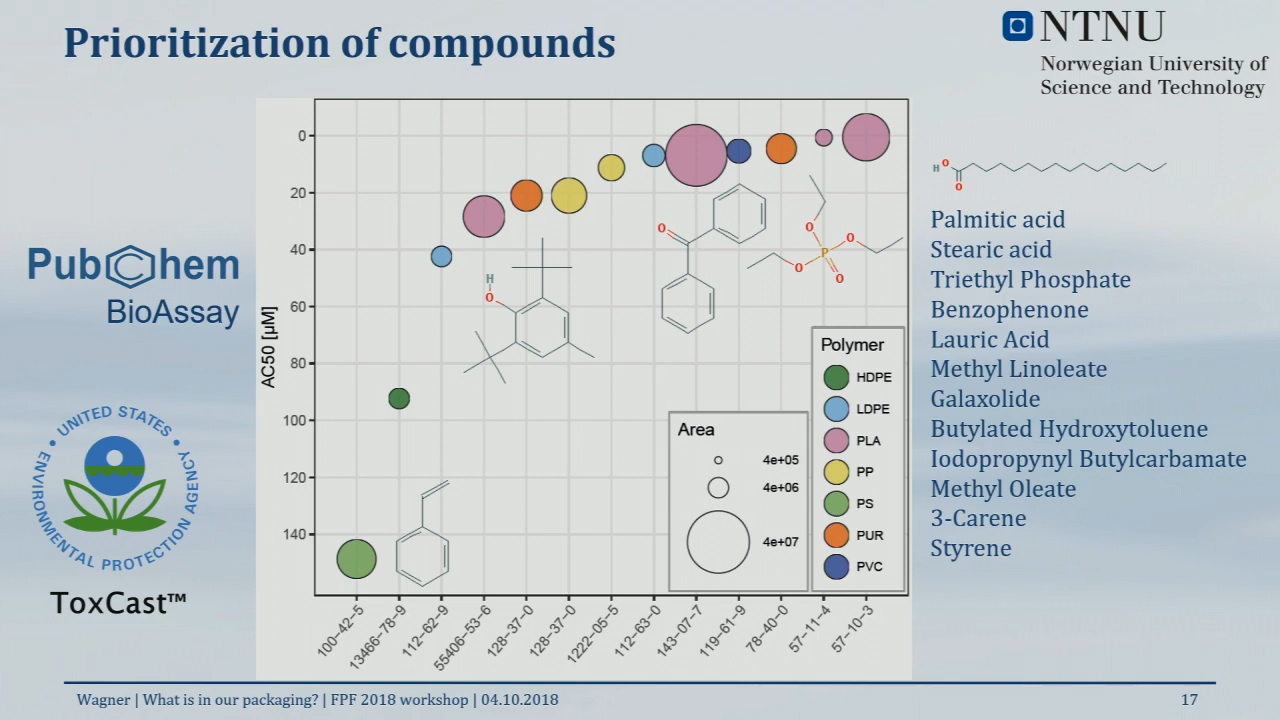 Prioritization of compounds
NTNU
Norwegian University of
Science and Technology
PubChem
BioAssay
UNITED STATES
ENVIRONMENTAL PROTECTION AGENCY
ToxCast™
AC50 [µM]
0
20
40
60
80
100
120
140
100-42-5
13466-78-9
112-62-9
55406-53-6
128-37-0
128-37-0
1222-05-5
112-63-0
143-07-7
119-61-9
78-40-0
57-11-4
57-10-3
H
O
O
O
O
P
O
O
Area
4e+05
4e+06
4e+07
Polymer
HDPE
LDPE
PLA
PP
PS
PUR
PVC
H
O
O
Palmitic acid
Stearic acid
Triethyl Phosphate
Benzophenone
Lauric Acid
Methyl Linoleate
Galaxolide
Butylated Hydroxytoluene
Iodopropynyl Butylcarbamate
Methyl Oleate
3-Carene
Styrene
Wagner | What is in our packaging? | FPF 2018 workshop | 04.10.2018
17